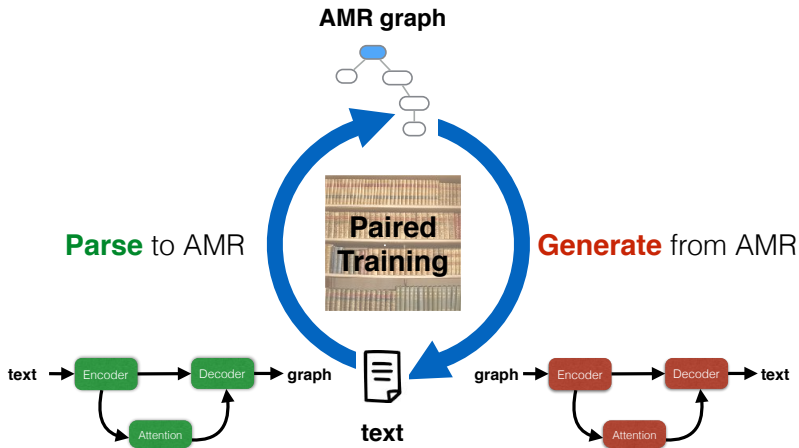 AMR graph
Paired
Training
Parse to AMR
Generate from AMR
text
Encoder
Decoder
graph
Attention
text
graph
Encoder
Decoder
text
Attention